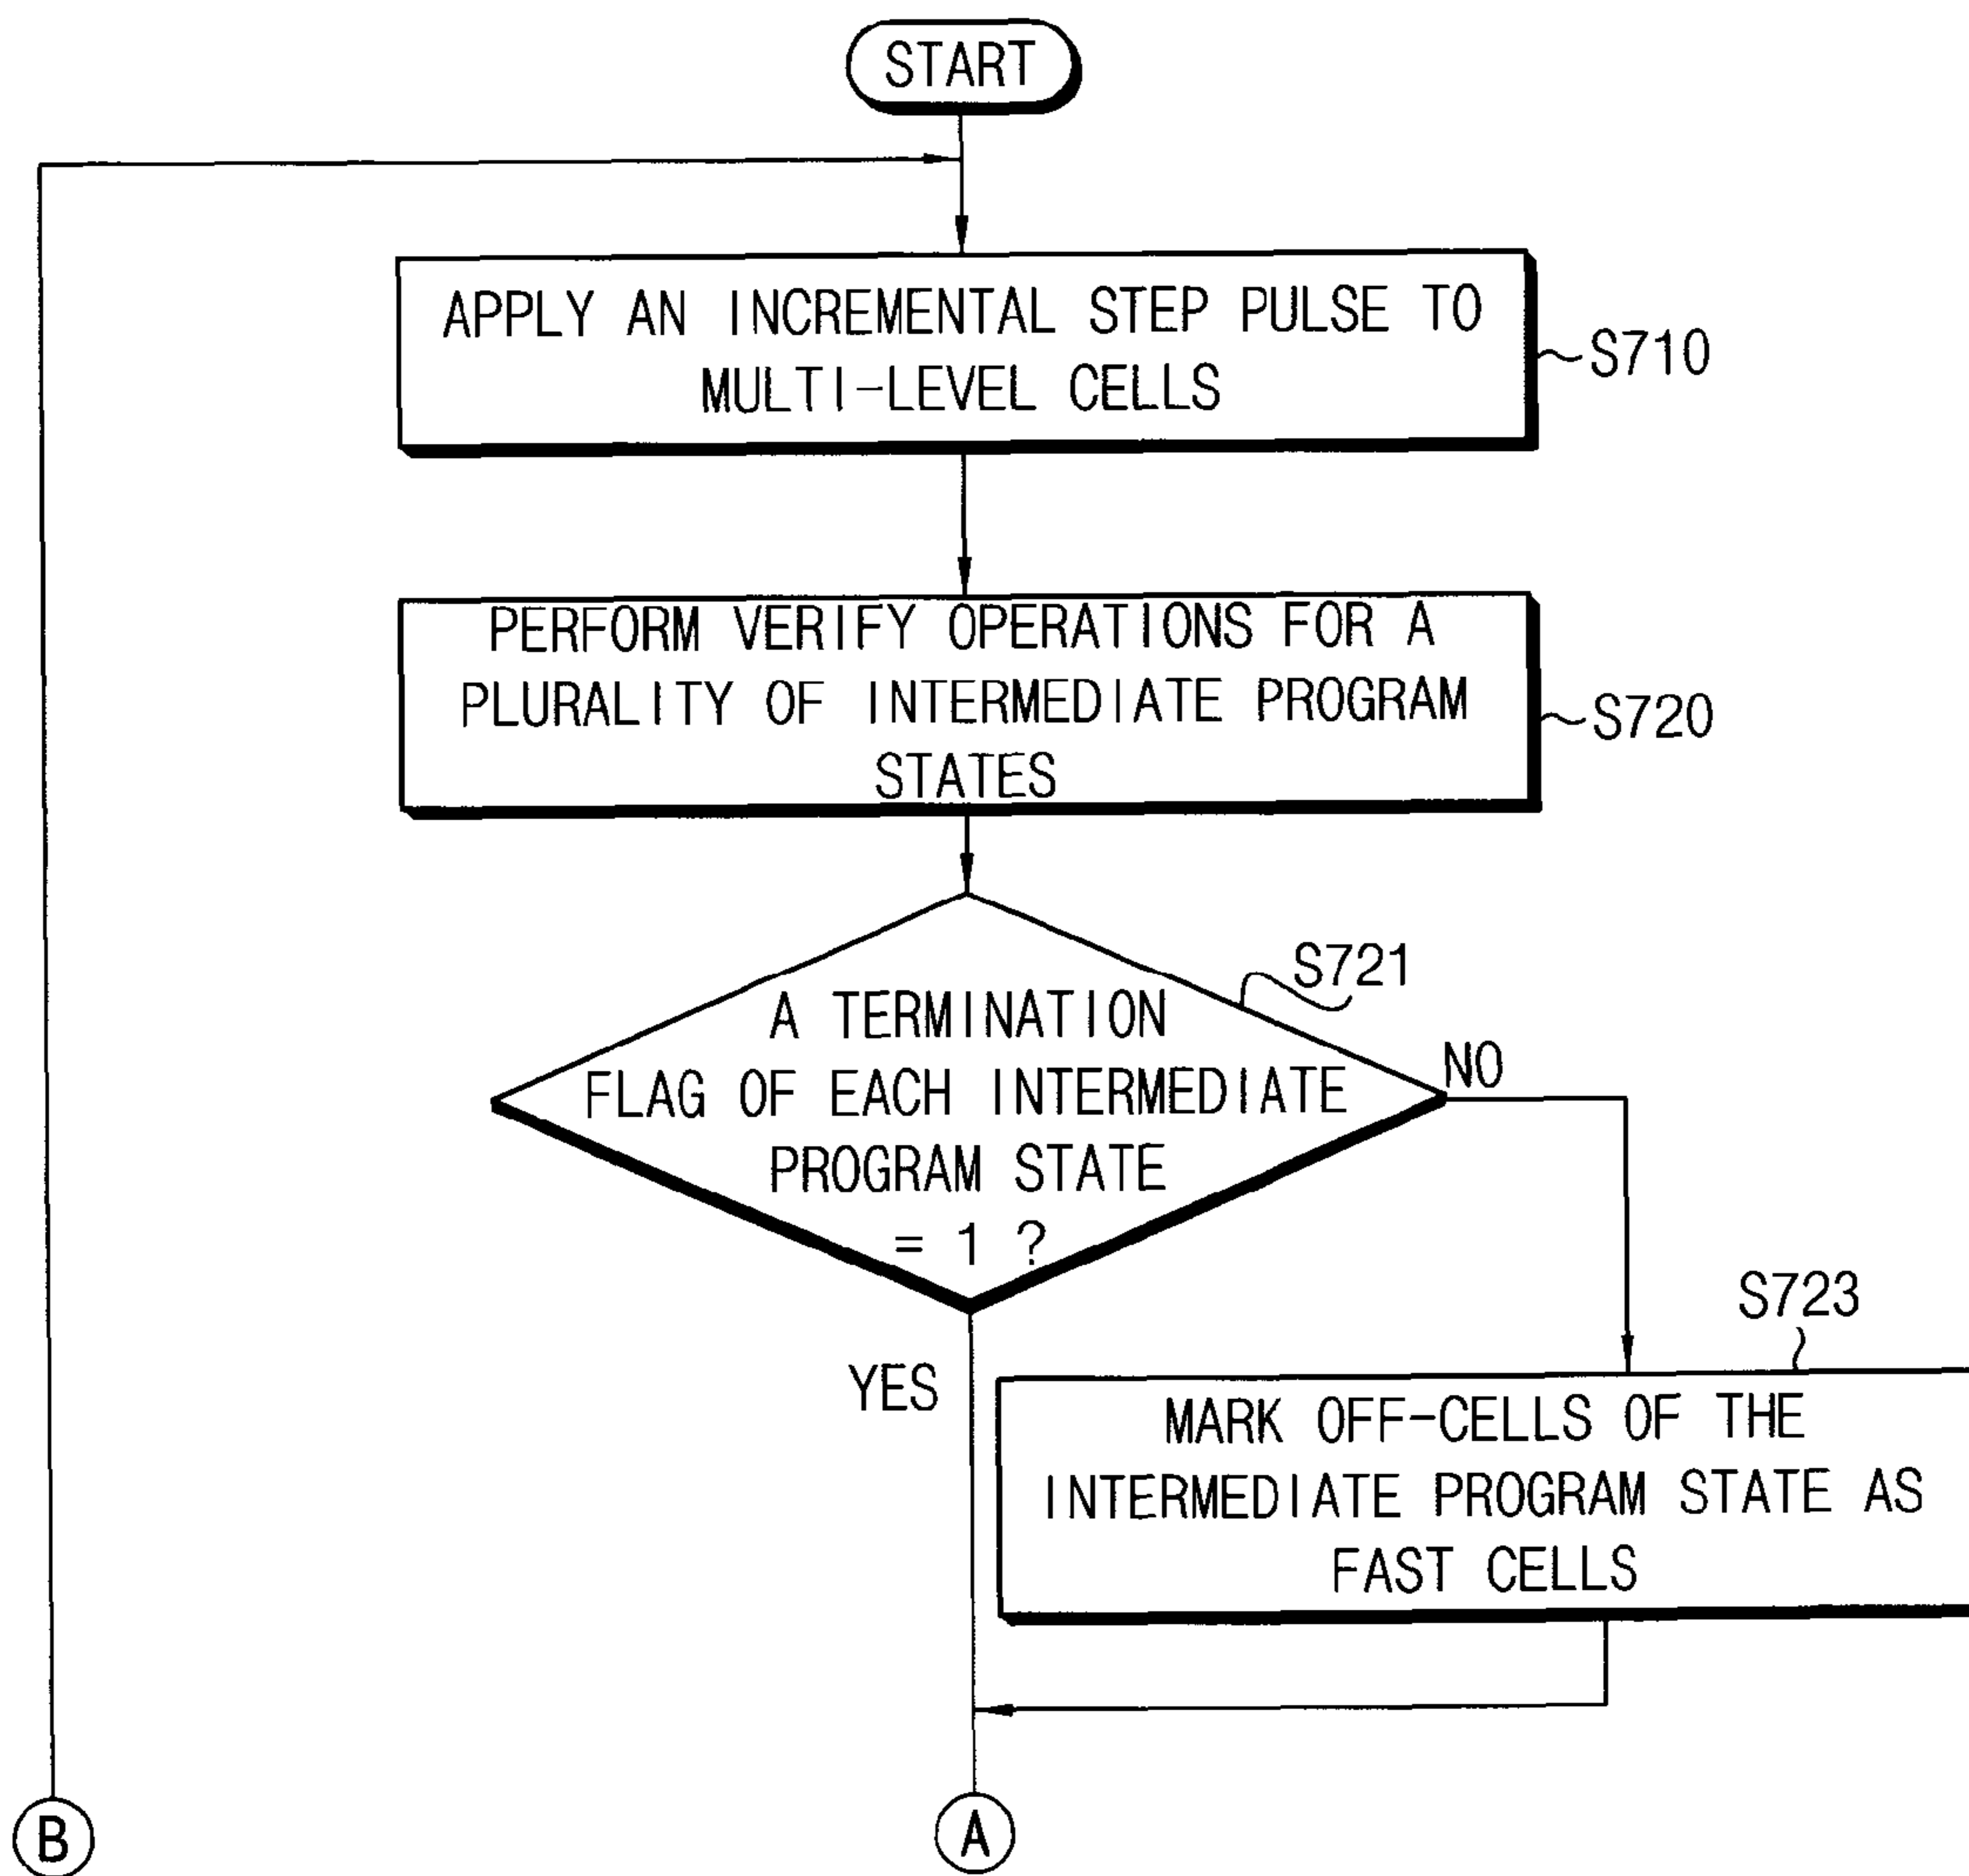 START
APPLY AN INCREMENTAL STEP PULSE TO
MULTI-LEVEL CELLS
S710
PERFORM VERIFY OPERATIONS FOR A
PLURALITY OF INTERMEDIATE PROGRAM
STATES
S720
S721
A TERMINATION
FLAG OF EACH INTERMEDIATE
PROGRAM STATE
= 1 ?
NO
YES
S723
MARK OFF-CELLS OF THE
INTERMEDIATE PROGRAM STATE AS
FAST CELLS
B
A